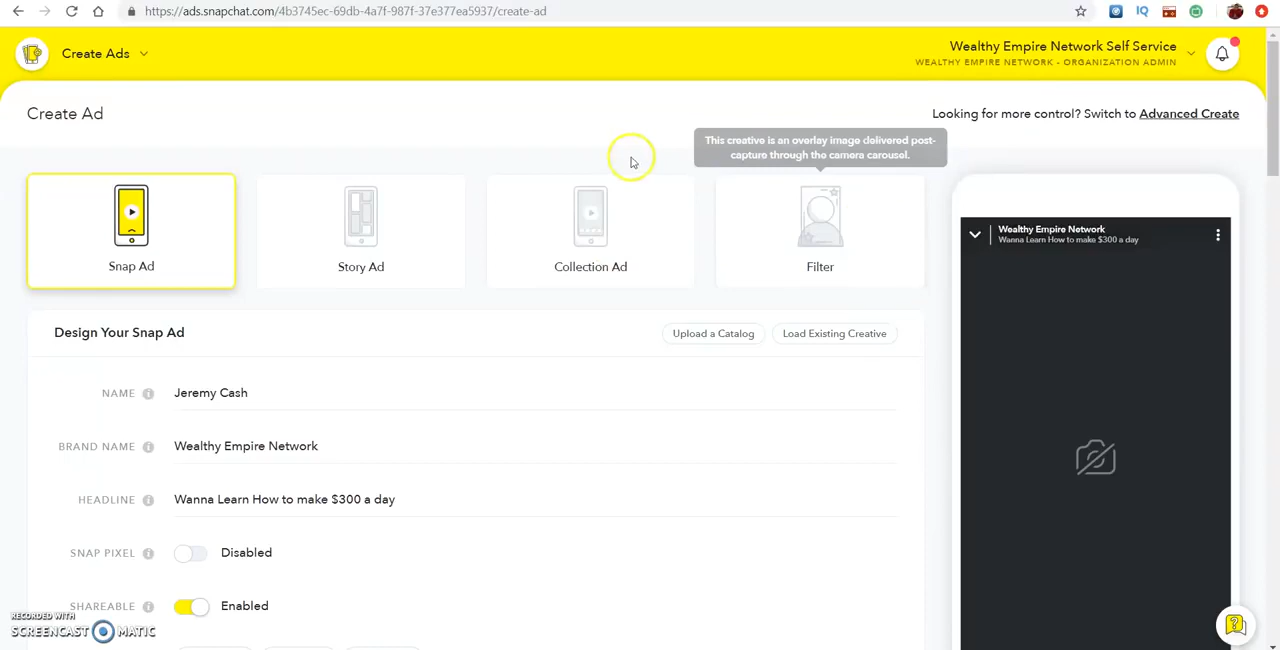 https://ads.snapchat.com/4b3745ec-69db-4a7f-987f-37e377ea5937/create-ad
IQ
Create Ads
Wealthy Empire Network Self Service
WEALTHY EMPIRE NETWORK - ORGANIZATION ADMIN
Create Ad
Looking for more control? Switch to Advanced Create
This creative is an overlay image delivered post-
capture through the camera carousel.
Snap Ad
Story Ad
Collection Ad
Filter
Wealthy Empire Network
Wanna Learn How to make $300 a day
Design Your Snap Ad
Upload a Catalog
Load Existing Creative
NAME
Jeremy Cash
BRAND NAME
Wealthy Empire Network
HEADLINE
Wanna Learn How to make $300 a day
SNAP PIXEL
Disabled
SHAREABLE
Enabled
RECORDED WITH
SCREENCAST MATIC